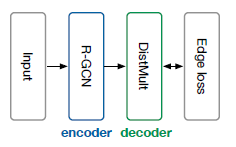 Input
R-GCN
DistMult
Edge loss
encoder
decoder